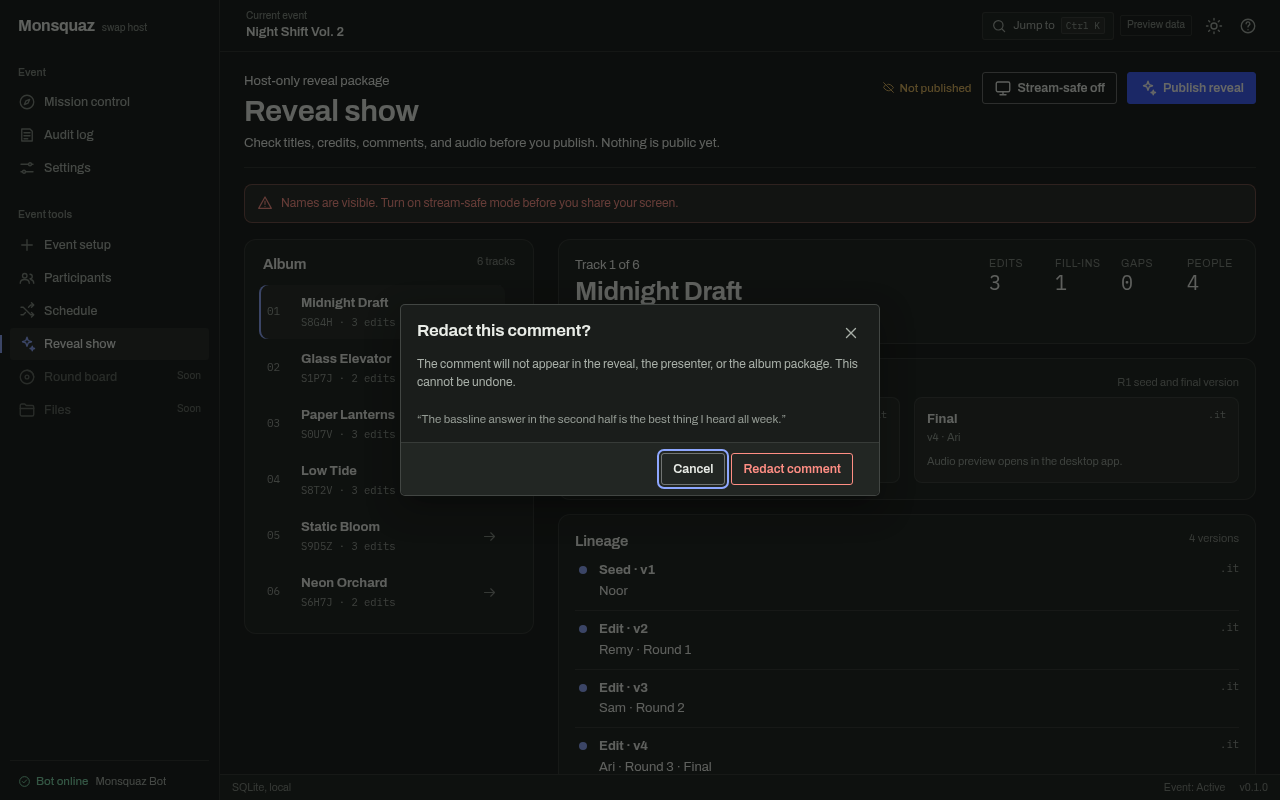 Monsquaz swap host
Event
Mission control
Audit log
Settings
Event tools
Event setup
Participants
Schedule
Reveal show
Round board Soon
Files Soon
Bot online Monsquaz Bot
Current event
Night Shift Vol. 2
Jump to Ctrl K
Preview data
Host-only reveal package
Reveal show
Check titles, credits, comments, and audio before you publish. Nothing is public yet.
Not published
Stream-safe off
Publish reveal
Names are visible. Turn on stream-safe mode before you share your screen.
Album 6 tracks
01 Midnight Draft
S8G4H · 3 edits
02 Glass Elevator
S1P7J · 2 edits
03 Paper Lanterns
S0U7V · 3 edits
04 Low Tide
S8T2V · 3 edits
05 Static Bloom
S9D5Z · 3 edits
06 Neon Orchard
S6H7J · 2 edits
Track 1 of 6
Midnight Draft
EDITS FILL-INS GAPS PEOPLE
3 1 0 4
Redact this comment?
The comment will not appear in the reveal, the presenter, or the album package. This
cannot be undone.
“The bassline answer in the second half is the best thing I heard all week.”
Cancel
Redact comment
R1 seed and final version
Final .it
v4 · Ari
Audio preview opens in the desktop app.
Lineage 4 versions
Seed · v1 .it
Noor
Edit · v2 .it
Remy · Round 1
Edit · v3 .it
Sam · Round 2
Edit · v4 .it
Ari · Round 3 · Final
SQLite, local
Event: Active v0.1.0